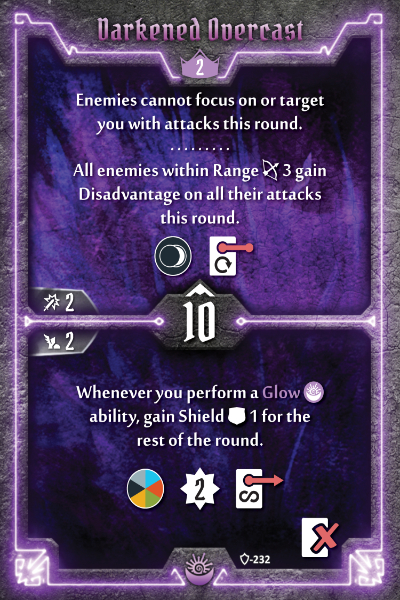 Darkened Overcast
2
Enemies cannot focus on or target
you with attacks this round.
.........
All enemies within Range 3 gain
Disadvantage on all their attacks
this round.
2
10
2
Whenever you perform a Glow
ability, gain Shield 1 for the
rest of the round.
2
-232